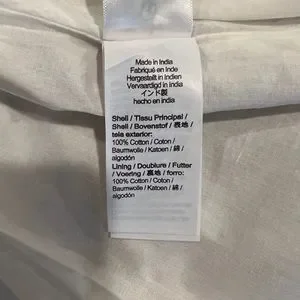 Made in India
Fabriqué en Inde
Hergestellt in Indien
Vervaardigd in India
インド製
hecho en india
Shell / Tissu Principal /
Shell / Bovenstof / 表地 /
tela exterior:
100% Cotton / Coton /
Baumwolle / Katoen / 綿 /
algodón
Lining / Doublure / Futter
/ Voering / 裏地 / forro:
100% Cotton / Coton /
Baumwolle / Katoen / 綿 /
algodón